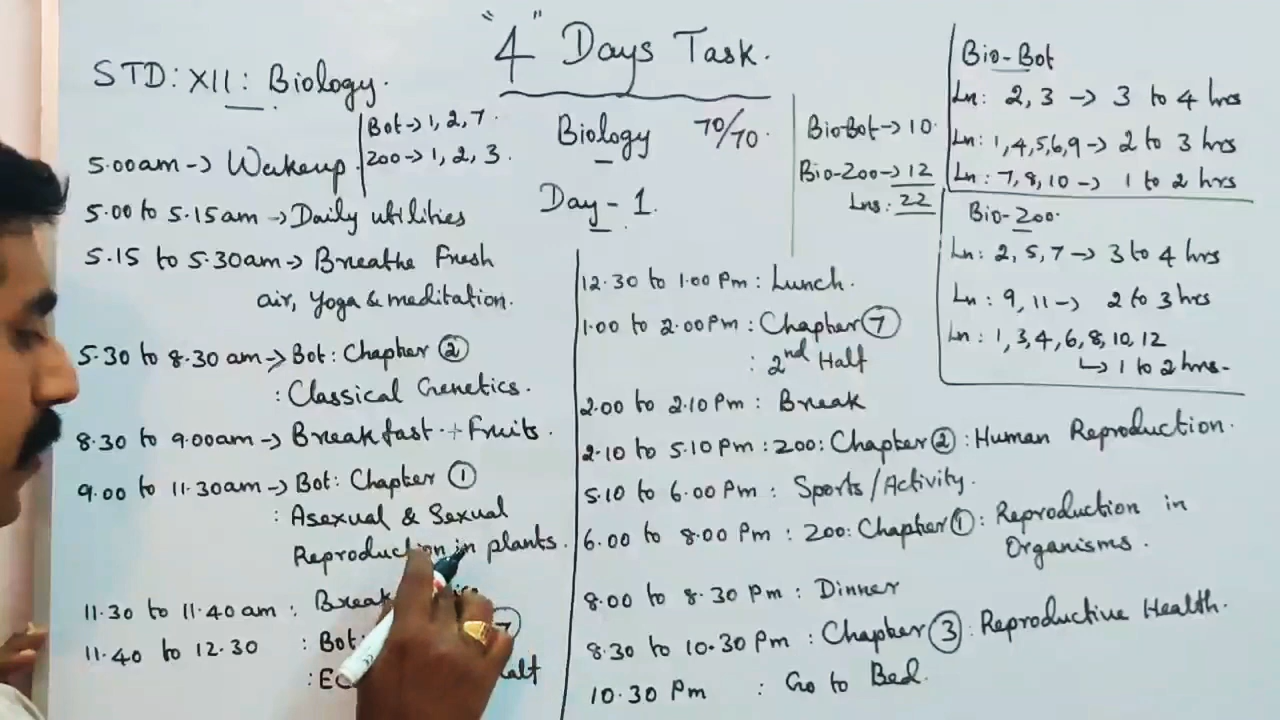 "4" Days Task.
STD: XII: Biology.
Bot → 1, 2, 7.
Zoo → 1, 2, 3.
Biology 70/70.
Day - 1.
Bio Bot → 10.
Bio-Zoo → 12
Lns: 22
Bio-Bot
Ln: 2, 3 → 3 to 4 hrs
Ln: 1,4,5,6,9 → 2 to 3 hrs
Ln: 7, 8, 10 → 1 to 2 hrs
Bio-Zoo.
Ln: 2, 5, 7 → 3 to 4 hrs
Ln: 9, 11 → 2 to 3 hrs
Ln: 1, 3, 4, 6, 8, 10, 12
↳ 1 to 2 hrs.
5.00am → Wakeup.
5.00 to 5.15am → Daily utilities
5.15 to 5.30am → Breathe Fresh
air, Yoga & meditation.
5.30 to 8.30 am → Bot: Chapter ②
: Classical Genetics.
8.30 to 9.00am → Breakfast + Fruits.
9.00 to 11.30am → Bot: Chapter ①
: Asexual & Sexual
Reproduction in plants.
11.30 to 11.40 am : Break
11.40 to 12.30 : Bot:
12.30 to 1.00 Pm : Lunch.
1.00 to 2.00 Pm : Chapter ⑦
: 2nd Half
2.00 to 2.10 Pm : Break
2.10 to 5.10 Pm : Zoo: Chapter ② : Human Reproduction.
5.10 to 6.00 Pm : Sports / Activity.
6.00 to 8.00 Pm : Zoo: Chapter ① : Reproduction in
Organisms.
8.00 to 8.30 Pm : Dinner
8.30 to 10.30 Pm : Chapter ③ : Reproductive Health.
10.30 Pm : Go to Bed.